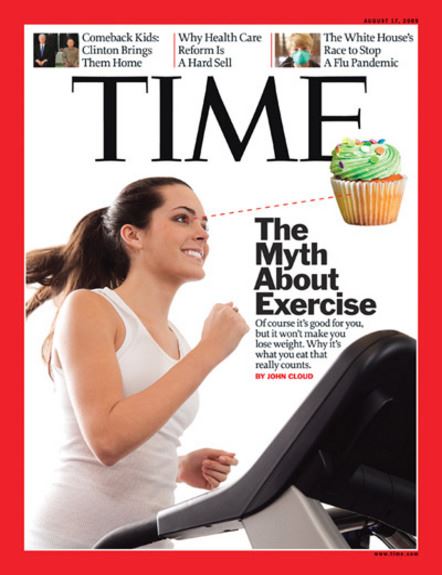 AUGUST 17, 2009
Comeback Kids:
Clinton Brings
Them Home
Why Health Care
Reform Is
A Hard Sell
The White House's
Race to Stop
A Flu Pandemic
TIME
The
Myth
About
Exercise
Of course it's good for you,
but it won't make you
lose weight. Why it's
what you eat that
really counts.
BY JOHN CLOUD
www.time.com